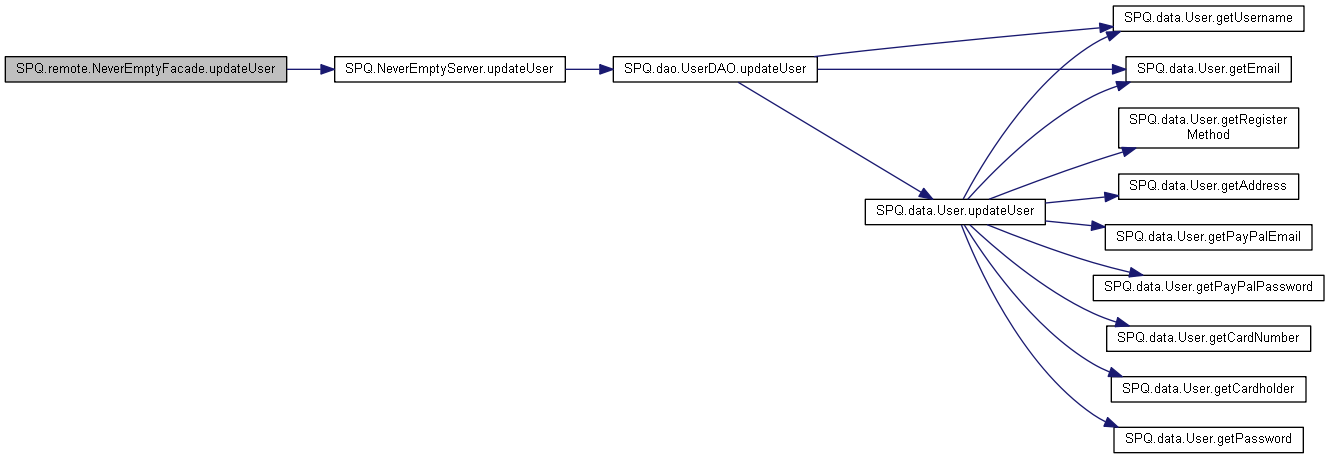 SPQ.remote.NeverEmptyFacade.updateUser
SPQ.NeverEmptyServer.updateUser
SPQ.dao.UserDAO.updateUser
SPQ.data.User.getUsername
SPQ.data.User.getEmail
SPQ.data.User.getRegister
Method
SPQ.data.User.updateUser
SPQ.data.User.getAddress
SPQ.data.User.getPayPalEmail
SPQ.data.User.getPayPalPassword
SPQ.data.User.getCardNumber
SPQ.data.User.getCardholder
SPQ.data.User.getPassword